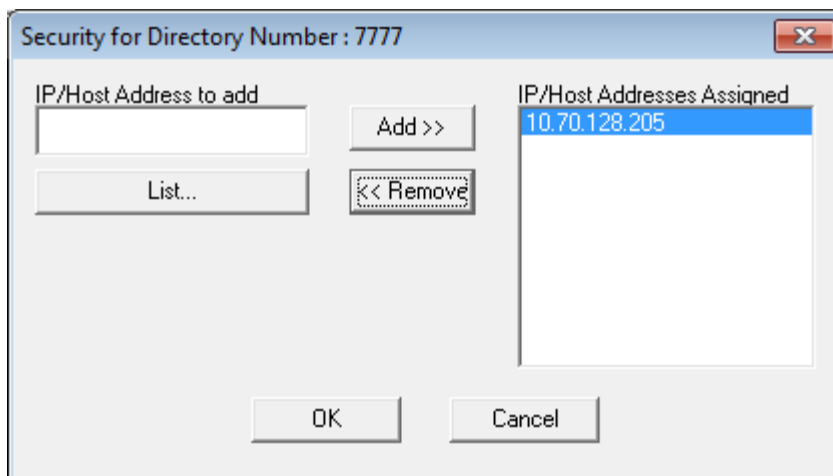 Security for Directory Number : 7777
IP/Host Address to add
IP/Host Addresses Assigned
Add >>
10.70.128.205
List...
<< Remove
OK
Cancel